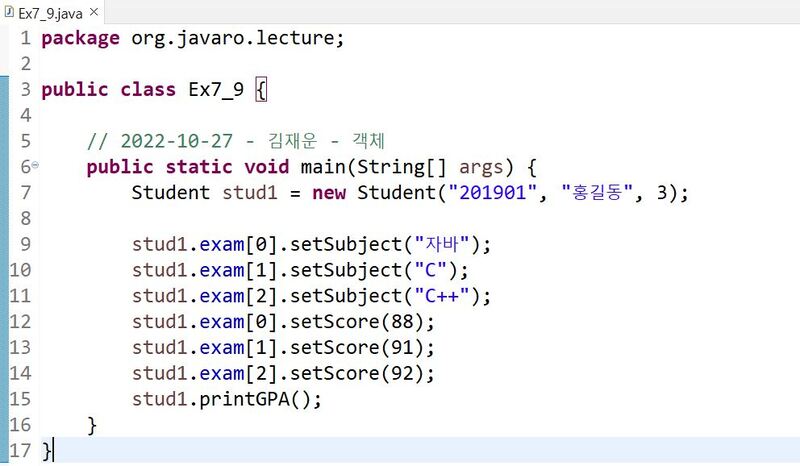 Ex7_9.java
1 package org.javaro.lecture;
2
3 public class Ex7_9 {
4
5 // 2022-10-27 - 김재운 - 객체
6 public static void main(String[] args) {
7 Student stud1 = new Student("201901", "홍길동", 3);
8
9 stud1.exam[0].setSubject("자바");
10 stud1.exam[1].setSubject("C");
11 stud1.exam[2].setSubject("C++");
12 stud1.exam[0].setScore(88);
13 stud1.exam[1].setScore(91);
14 stud1.exam[2].setScore(92);
15 stud1.printGPA();
16 }
17 }